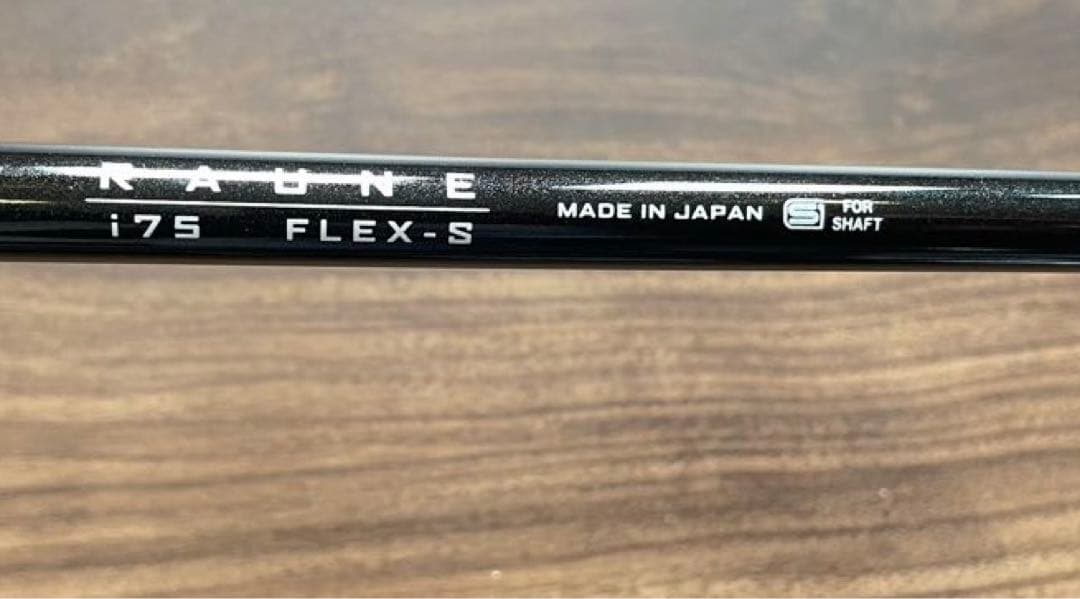 RAUNE
i75 FLEX-S
MADE IN JAPAN
S FOR
SHAFT